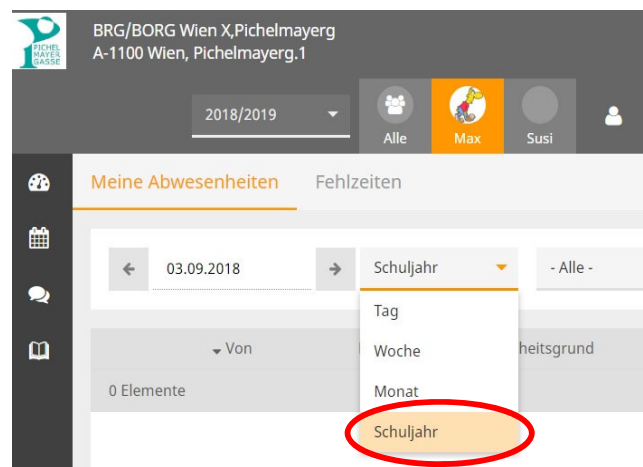 PICHEL
MAYER
GASSE
BRG/BORG Wien X,Pichelmayerg
A-1100 Wien, Pichelmayerg.1
2018/2019
Alle
Max
Susi
Meine Abwesenheiten Fehlzeiten
03.09.2018 Schuljahr - Alle -
Tag
Von Woche heitsgrund
0 Elemente Monat
Schuljahr